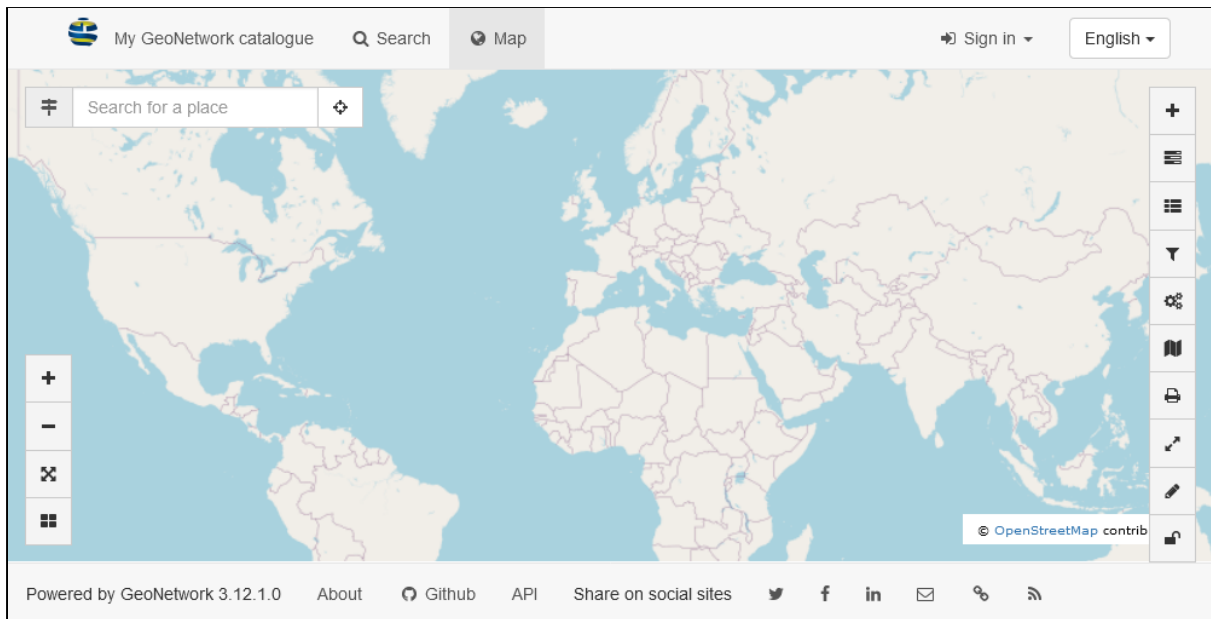 My GeoNetwork catalogue Search Map Sign in English
Search for a place
© OpenStreetMap contrib
Powered by GeoNetwork 3.12.1.0 About Github API Share on social sites